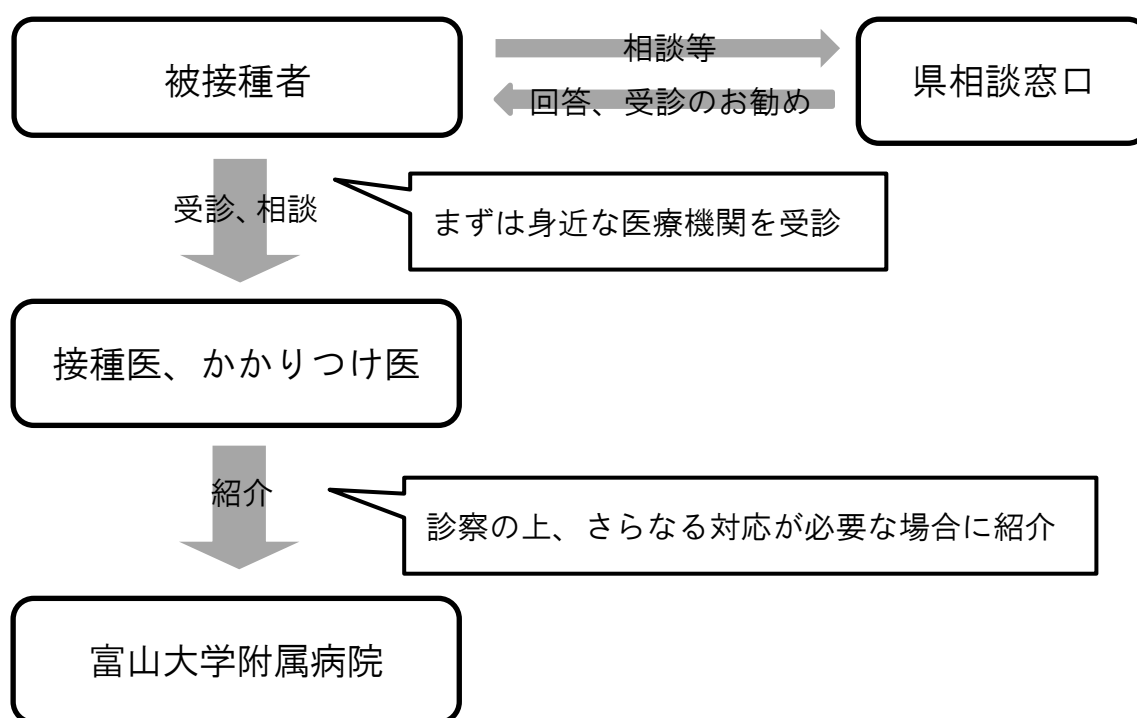 被接種者
相談等
回答、受診のお勧め
県相談窓口
受診、相談
まずは身近な医療機関を受診
接種医、かかりつけ医
紹介
診察の上、さらなる対応が必要な場合に紹介
富山大学附属病院